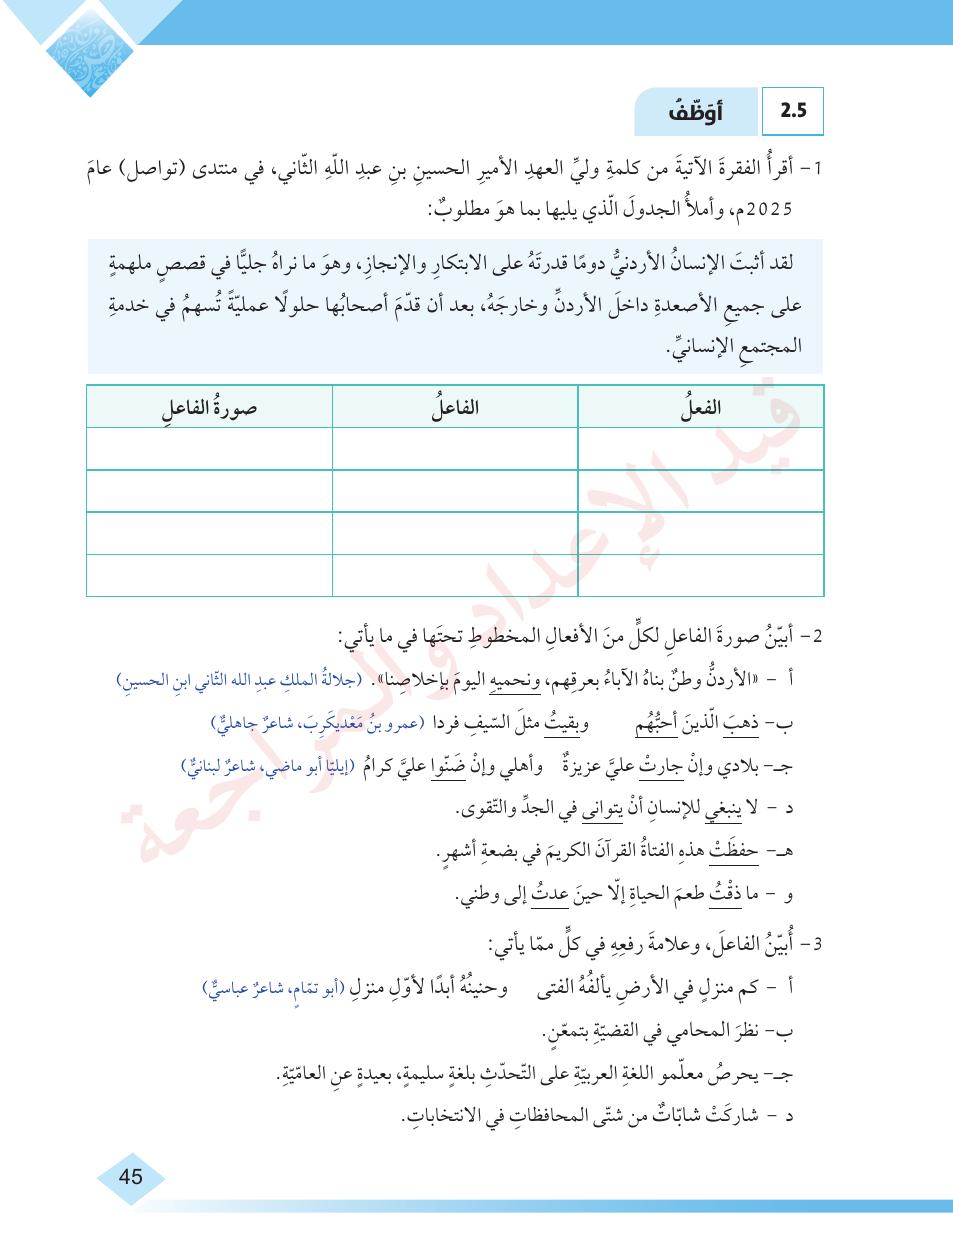 2.5 أوَظّفُ
1- أقرأُ الفقرةَ الآتيةَ من كلمةِ وليِّ العهدِ الأميرِ الحسينِ بنِ عبدِ اللّهِ الثّاني، في منتدى (تواصل) عامَ
2025م، وأملأُ الجدولَ الّذي يليها بما هوَ مطلوبٌ:
لقد أثبتَ الإنسانُ الأردنيُّ دومًا قدرتَهُ على الابتكارِ والإنجازِ، وهوَ ما نراهُ جليًّا في قصصٍ ملهمةٍ
على جميعِ الأصعدةِ داخلَ الأردنِّ وخارجَهُ، بعد أن قدّمَ أصحابُها حلولًا عمليّةً تُسهمُ في خدمةِ
المجتمعِ الإنسانيِّ.
الفعلُ الفاعلُ صورةُ الفاعلِ
2- أبيّنُ صورةَ الفاعلِ لكلٍّ منَ الأفعالِ المخطوطِ تحتَها في ما يأتي:
أ - «الأردنُّ وطنٌ بناهُ الآباءُ بعرقِهم، ونحميهِ اليومَ بإخلاصِنا». (جلالةُ الملكِ عبدِ الله الثّاني ابنِ الحسينِ)
ب- ذهبَ الّذينَ أحبُّهُم وبقيتُ مثلَ السّيفِ فردا (عمرو بنُ مَعْديكَرِبَ، شاعرٌ جاهليٌّ)
جـ- بلادي وإنْ جارتْ عليَّ عزيزةٌ وأهلي وإنْ ضَنّوا عليَّ كرامُ (إيليّا أبو ماضي، شاعرٌ لبنانيٌّ)
د - لا ينبغي للإنسانِ أنْ يتوانى في الجدِّ والتّقوى.
هـ- حفظَتْ هذهِ الفتاةُ القرآنَ الكريمَ في بضعةِ أشهرٍ.
و - ما ذقْتُ طعمَ الحياةِ إلّا حينَ عدتُ إلى وطني.
3- أُبيّنُ الفاعلَ، وعلامةَ رفعِهِ في كلٍّ ممّا يأتي:
أ - كم منزلٍ في الأرضِ يألفُهُ الفتى وحنينُهُ أبدًا لأوّلِ منزلِ (أبو تمّامٍ، شاعرٌ عباسيٌّ)
ب- نظرَ المحامي في القضيّةِ بتمعّنٍ.
جـ- يحرصُ معلّمو اللغةِ العربيّةِ على التّحدّثِ بلغةٍ سليمةٍ، بعيدةٍ عنِ العامّيّةِ.
د - شاركَتْ شابّاتٌ من شتّى المحافظاتِ في الانتخاباتِ.
قيد الإعداد والمراجعة
45